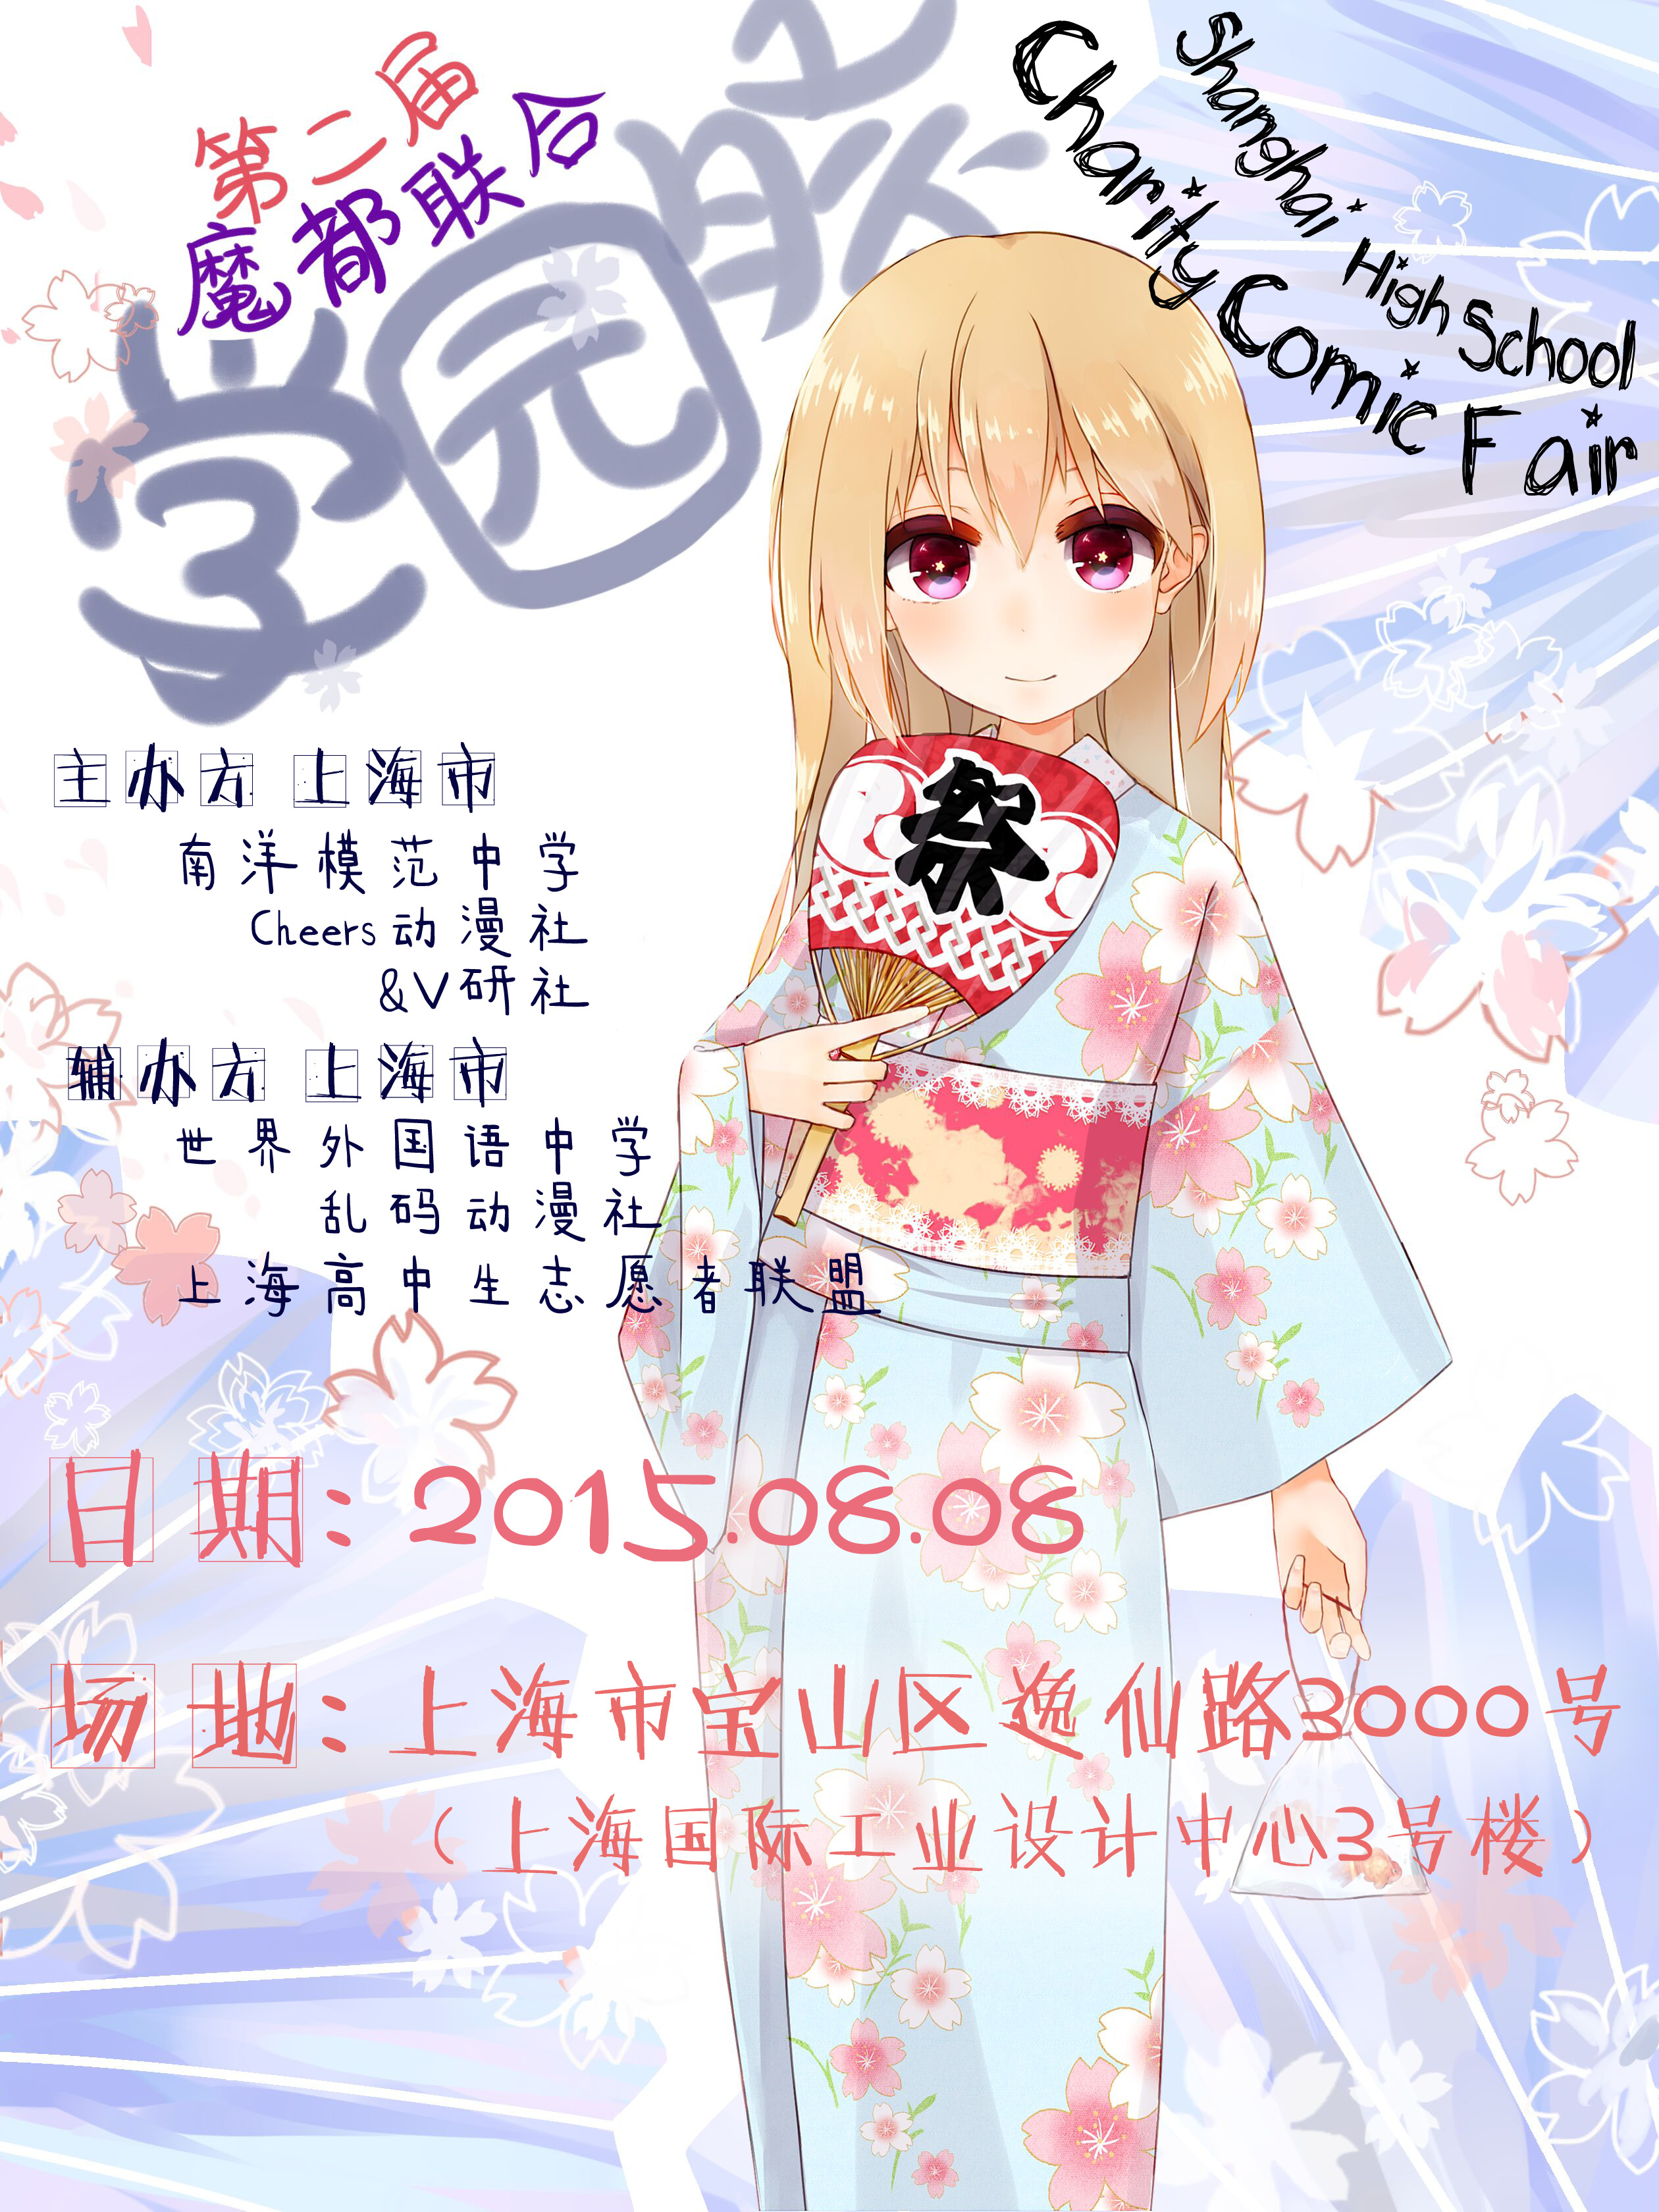 第二届
魔都联合
学园祭
Shanghai High School
Charity Comic Fair
祭
主办方 上海市
南洋模范中学
Cheers动漫社
&V研社
辅办方 上海市
世界外国语中学
乱码动漫社
上海高中生志愿者联盟
日期：2015.08.08
场地：上海市宝山区逸仙路3000号
（上海国际工业设计中心3号楼）